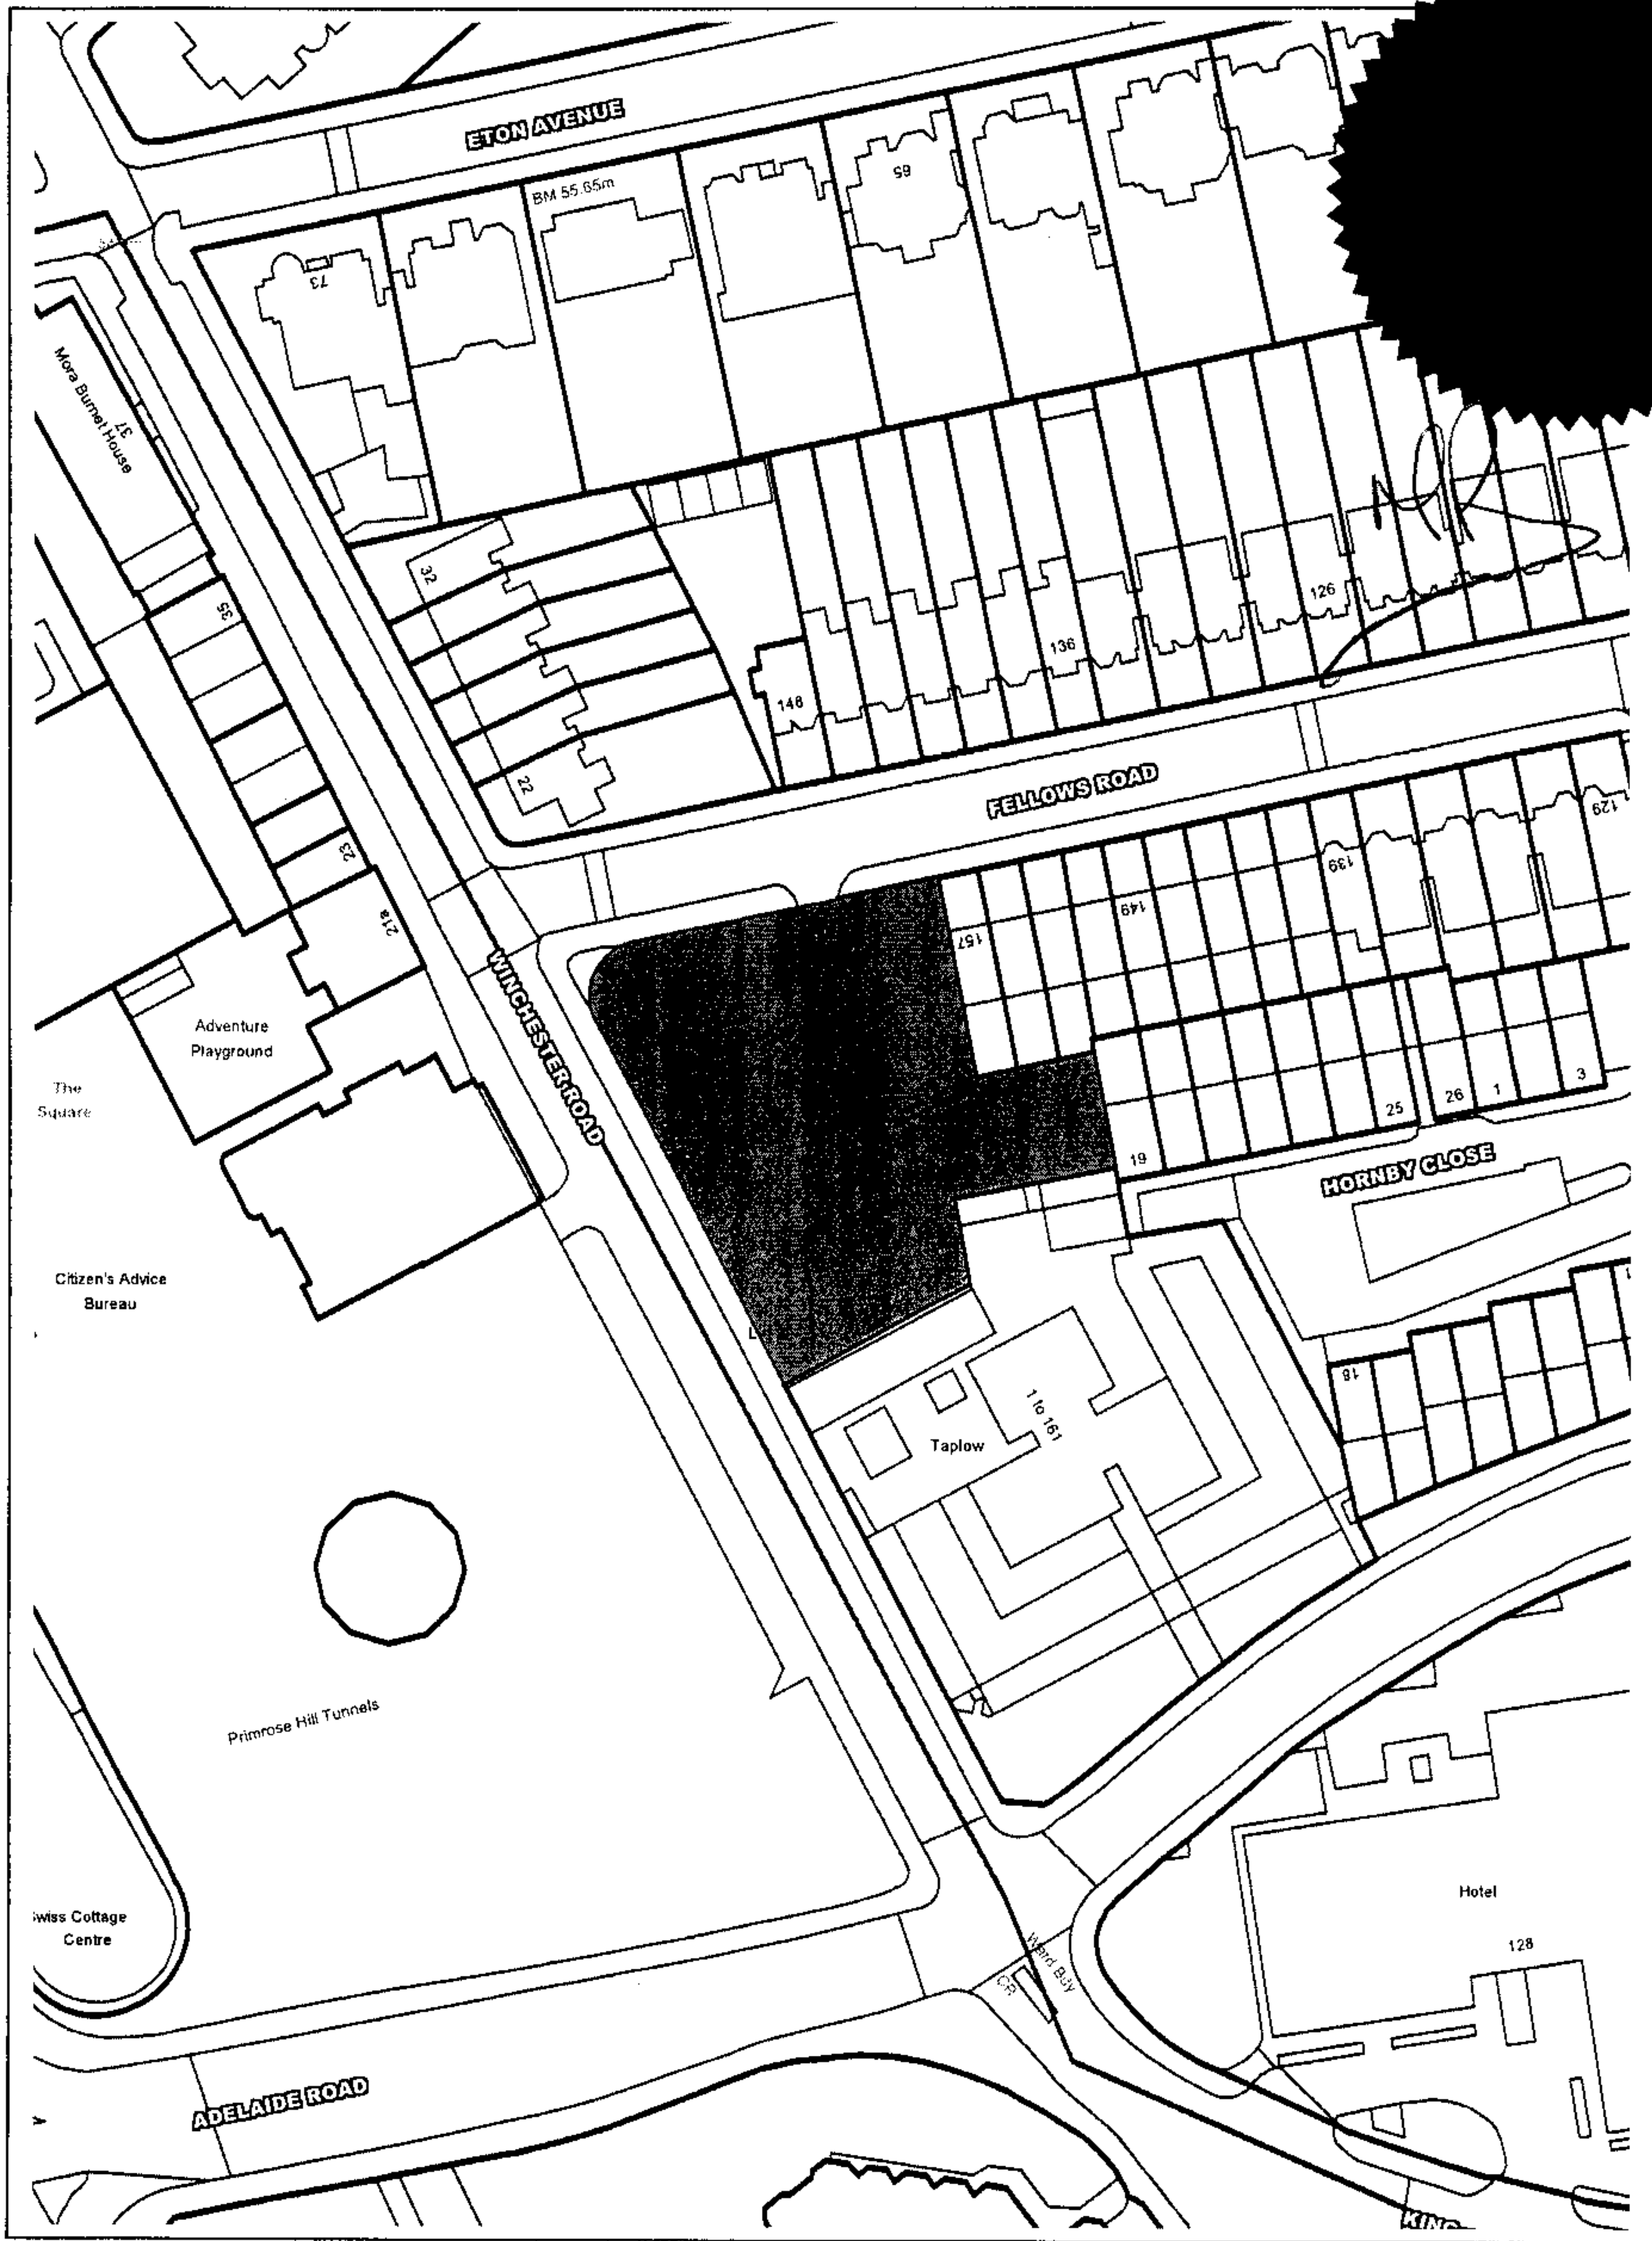 ETON AVENUE
BM 55.65m
65
73
Mora Burnet House
37
32
35
126
136
148
22
FELLOWS ROAD
129
139
149
157
23
21a
WINCHESTER ROAD
Adventure
Playground
The
Square
25
26
1
3
19
HORNBY CLOSE
Citizen's Advice
Bureau
18
1 to 161
Taplow
Primrose Hill Tunnels
Hotel
Swiss Cottage
Centre
128
CR
Ward Bdy
ADELAIDE ROAD